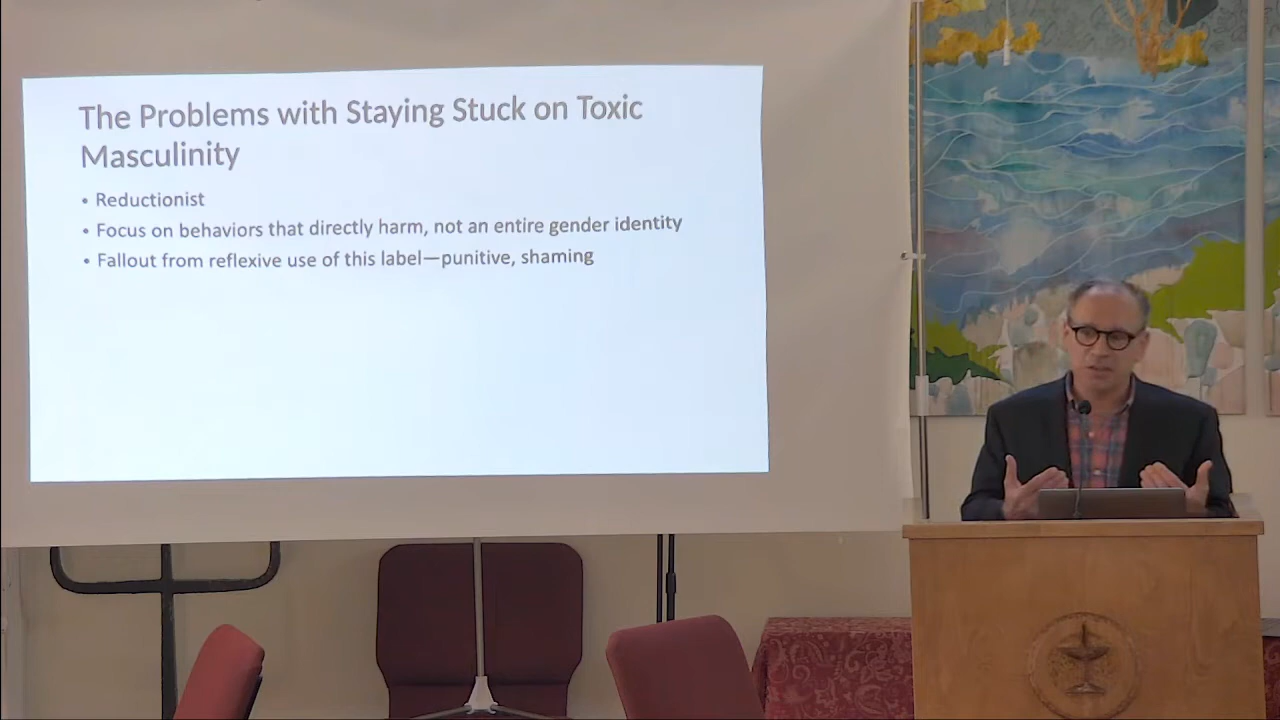 The Problems with Staying Stuck on Toxic
Masculinity
• Reductionist
• Focus on behaviors that directly harm, not an entire gender identity
• Fallout from reflexive use of this label—punitive, shaming